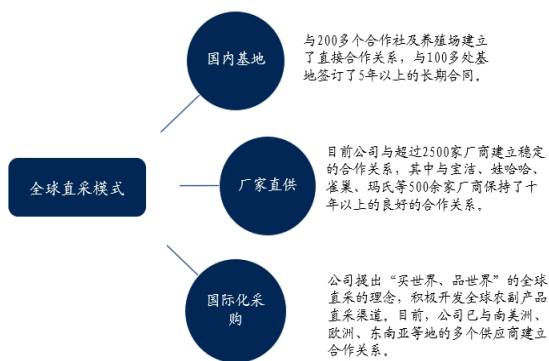 国内基地
与200多个合作社及养殖场建立
了直接合作关系，与100多处基
地签订了5年以上的长期合同。
全球直采模式
厂家直供
目前公司与超过2500家厂商建立稳定
的合作关系，其中与宝洁、娃哈哈、
雀巢、玛氏等500余家厂商保持了十
年以上的良好的合作关系。
国际化采
购
公司提出“买世界、品世界”的全球
直采的理念，积极开发全球农副产品
直采渠道。目前，公司已与南美洲、
欧洲、东南亚等地的多个供应商建立
合作关系。